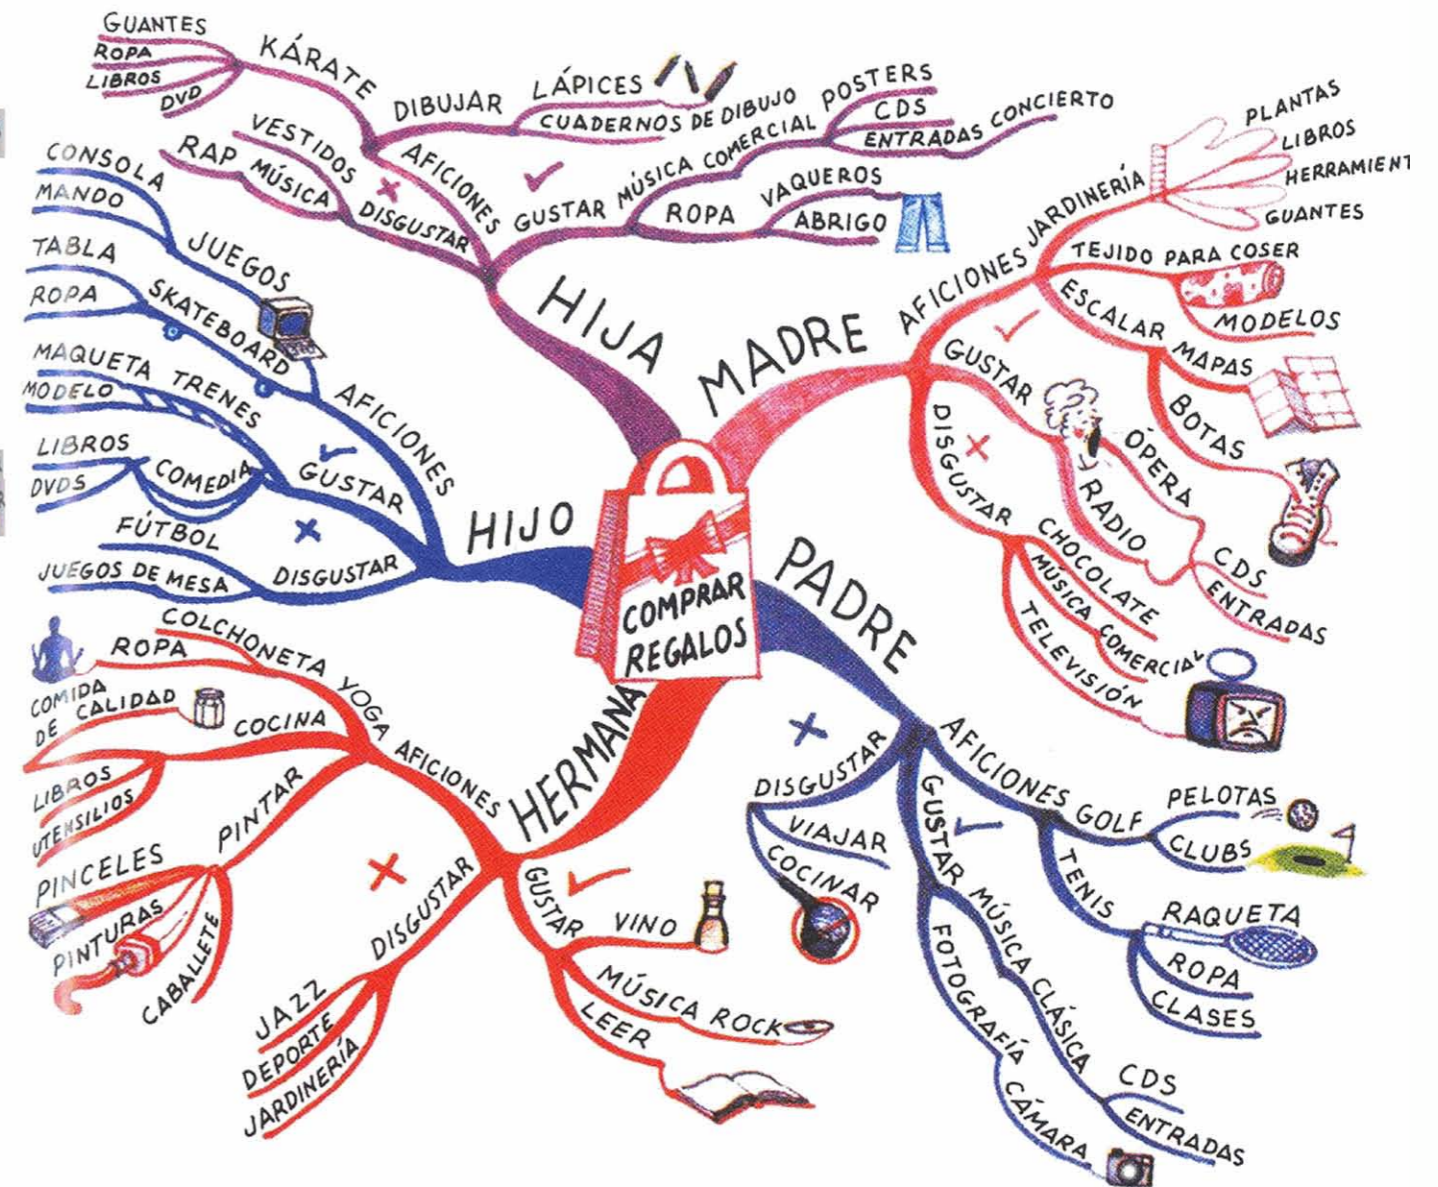 COMPRAR
REGALOS
HIJA
AFICIONES
KÁRATE
GUANTES
ROPA
LIBROS
DVD
DIBUJAR
LÁPICES
CUADERNOS DE DIBUJO
GUSTAR
MÚSICA COMERCIAL
POSTERS
CDS
ENTRADAS CONCIERTO
ROPA
VAQUEROS
ABRIGO
DISGUSTAR
VESTIDOS
MÚSICA
RAP
MADRE
AFICIONES
JARDINERÍA
PLANTAS
LIBROS
HERRAMIENT
GUANTES
TEJIDO PARA COSER
MODELOS
ESCALAR
MAPAS
BOTAS
GUSTAR
ÓPERA
RADIO
CDS
ENTRADAS
DISGUSTAR
CHOCOLATE
MÚSICA COMERCIAL
TELEVISIÓN
PADRE
AFICIONES
GOLF
PELOTAS
CLUBS
TENIS
RAQUETA
ROPA
CLASES
GUSTAR
MÚSICA CLÁSICA
CDS
ENTRADAS
FOTOGRAFÍA
CÁMARA
DISGUSTAR
VIAJAR
COCINAR
HERMANA
GUSTAR
VINO
MÚSICA ROCK
LEER
DISGUSTAR
JAZZ
DEPORTE
JARDINERÍA
AFICIONES
YOGA
COLCHONETA
ROPA
COCINA
COMIDA
DE CALIDAD
LIBROS
UTENSILIOS
PINTAR
PINCELES
PINTURAS
CABALLETE
HIJO
AFICIONES
JUEGOS
CONSOLA
MANDO
SKATEBOARD
TABLA
ROPA
GUSTAR
MAQUETA TRENES
MODELO
COMEDIA
LIBROS
DVDS
DISGUSTAR
FÚTBOL
JUEGOS DE MESA